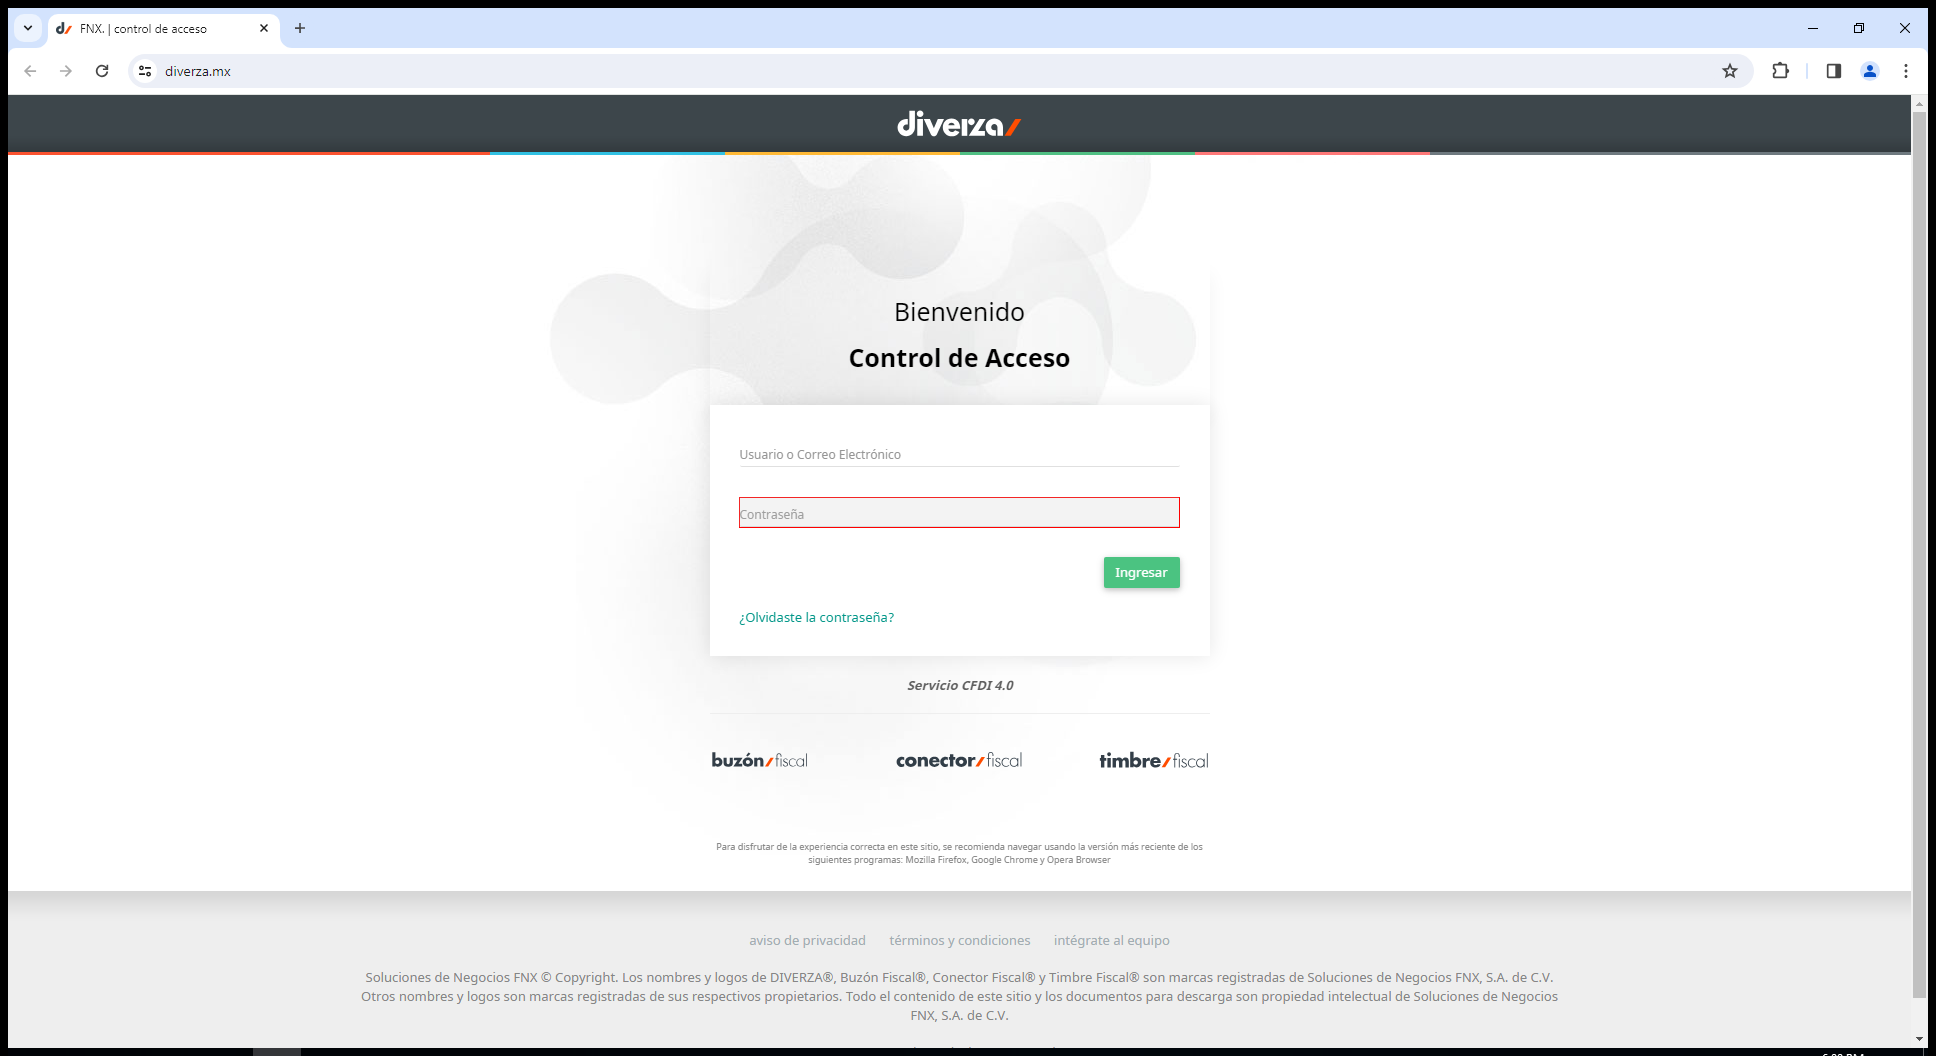 FNX. | control de acceso
diverza.mx
diverza/
Bienvenido
Control de Acceso
Usuario o Correo Electrónico
Contraseña
Ingresar
¿Olvidaste la contraseña?
Servicio CFDI 4.0
buzón/fiscal conector/fiscal timbre/fiscal
Para disfrutar de la experiencia correcta en este sitio, se recomienda navegar usando la versión más reciente de los
siguientes programas: Mozilla Firefox, Google Chrome y Opera Browser
aviso de privacidad términos y condiciones intégrate al equipo
Soluciones de Negocios FNX © Copyright. Los nombres y logos de DIVERZA®, Buzón Fiscal®, Conector Fiscal® y Timbre Fiscal® son marcas registradas de Soluciones de Negocios FNX, S.A. de C.V.
Otros nombres y logos son marcas registradas de sus respectivos propietarios. Todo el contenido de este sitio y los documentos para descarga son propiedad intelectual de Soluciones de Negocios
FNX, S.A. de C.V.